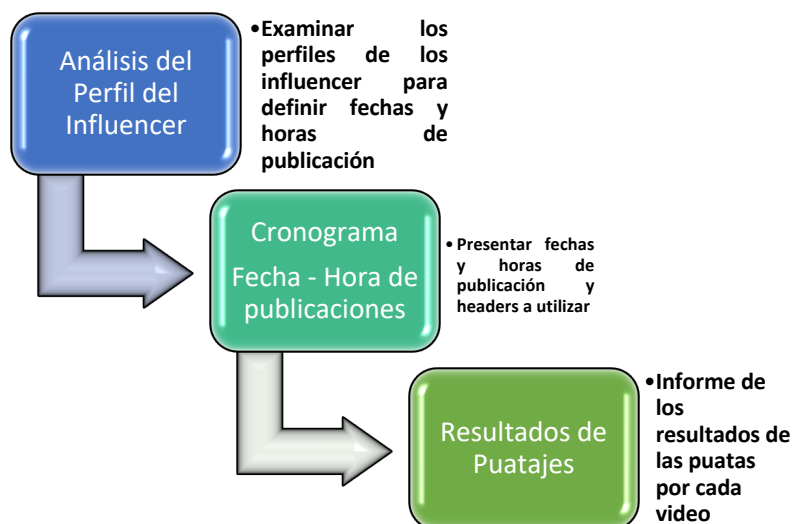 Análisis del
Perfil del
Influencer
•Examinar los
perfiles de los
influencer para
definir fechas y
horas de
publicación
Cronograma
Fecha - Hora de
publicaciones
• Presentar fechas
y horas de
publicación y
headers a utilizar
Resultados de
Puatajes
•Informe de
los
resultados de
las puatas
por cada
video